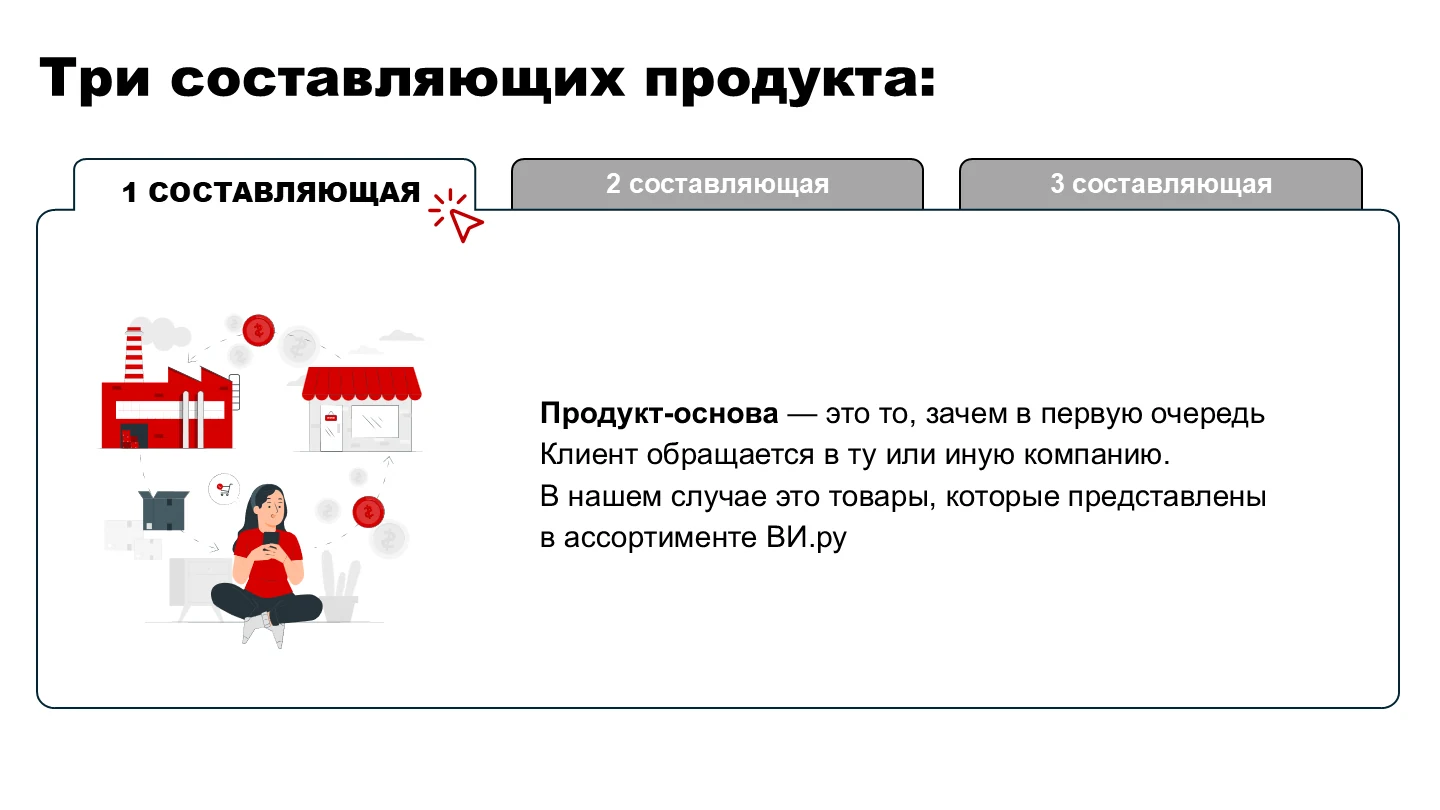 Три составляющих продукта:
1 СОСТАВЛЯЮЩАЯ
2 составляющая
3 составляющая
Продукт-основа — это то, зачем в первую очередь
Клиент обращается в ту или иную компанию.
В нашем случае это товары, которые представлены
в ассортименте ВИ.ру